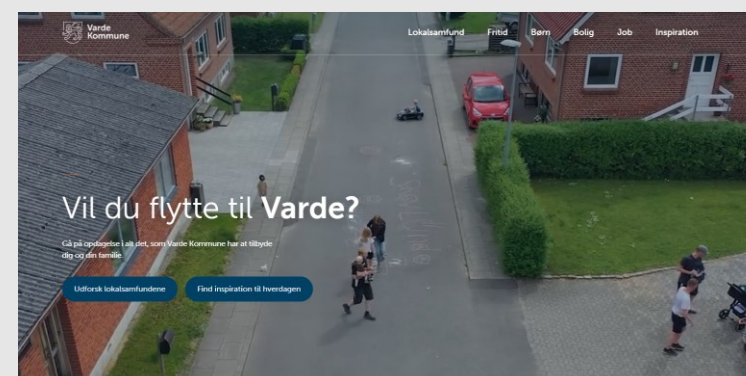 Varde
Kommune
Lokalsamfund
Fritid
Børn
Bolig
Job
Inspiration
Vil du flytte til Varde?
Gå på opdagelse i alt det, som Varde Kommune har at tilbyde
dig og din familie.
Udforsk lokalsamfundene
Find inspiration til hverdagen